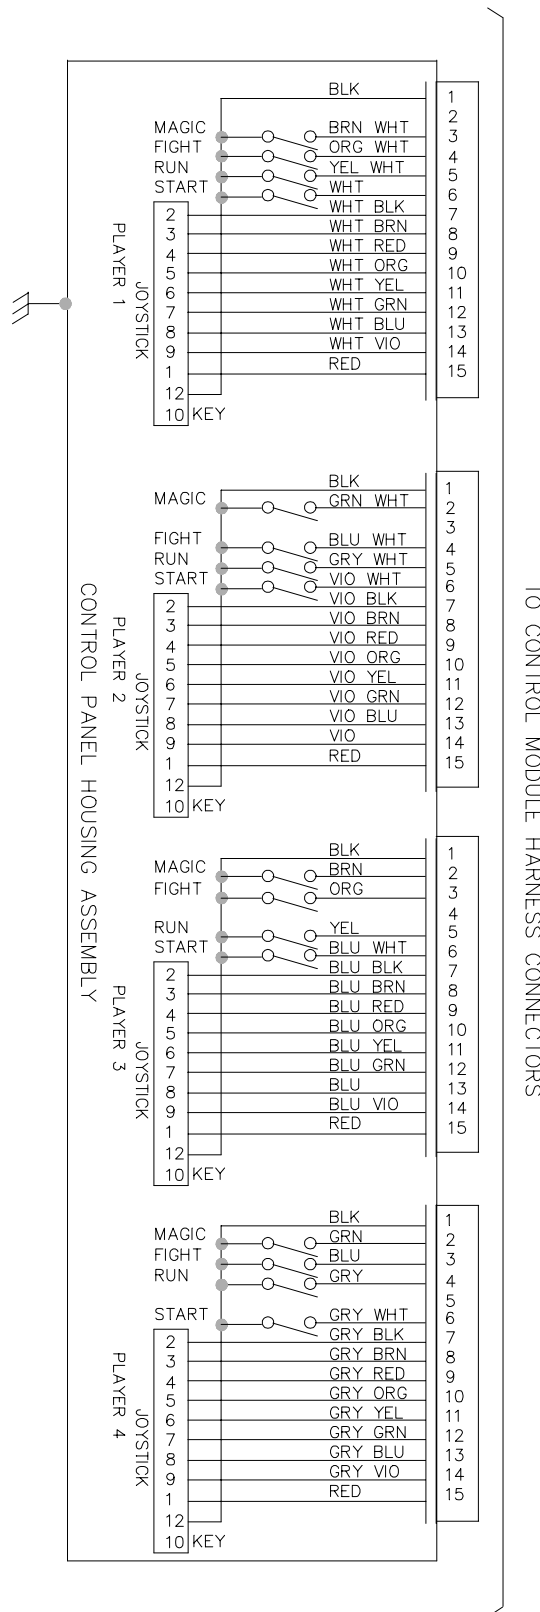 BLK 1
2
MAGIC BRN WHT 3
FIGHT ORG WHT 4
RUN YEL WHT 5
START WHT 6
2 WHT BLK 7
3 WHT BRN 8
4 WHT RED 9
5 WHT ORG 10
6 WHT YEL 11
7 WHT GRN 12
8 WHT BLU 13
9 WHT VIO 14
1 RED 15
12
10 KEY
JOYSTICK
PLAYER 1
BLK 1
MAGIC GRN WHT 2
3
FIGHT BLU WHT 4
RUN GRY WHT 5
START VIO WHT 6
2 VIO BLK 7
3 VIO BRN 8
4 VIO RED 9
5 VIO ORG 10
6 VIO YEL 11
7 VIO GRN 12
8 VIO BLU 13
9 VIO 14
1 RED 15
12
10 KEY
JOYSTICK
PLAYER 2
BLK 1
MAGIC BRN 2
FIGHT ORG 3
4
RUN YEL 5
START BLU WHT 6
2 BLU BLK 7
3 BLU BRN 8
4 BLU RED 9
5 BLU ORG 10
6 BLU YEL 11
7 BLU GRN 12
8 BLU 13
9 BLU VIO 14
1 RED 15
12
10 KEY
JOYSTICK
PLAYER 3
BLK 1
MAGIC GRN 2
FIGHT BLU 3
RUN GRY 4
5
START GRY WHT 6
2 GRY BLK 7
3 GRY BRN 8
4 GRY RED 9
5 GRY ORG 10
6 GRY YEL 11
7 GRY GRN 12
8 GRY BLU 13
9 GRY VIO 14
1 RED 15
12
10 KEY
JOYSTICK
PLAYER 4
CONTROL PANEL HOUSING ASSEMBLY
TO CONTROL MODULE HARNESS CONNECTORS